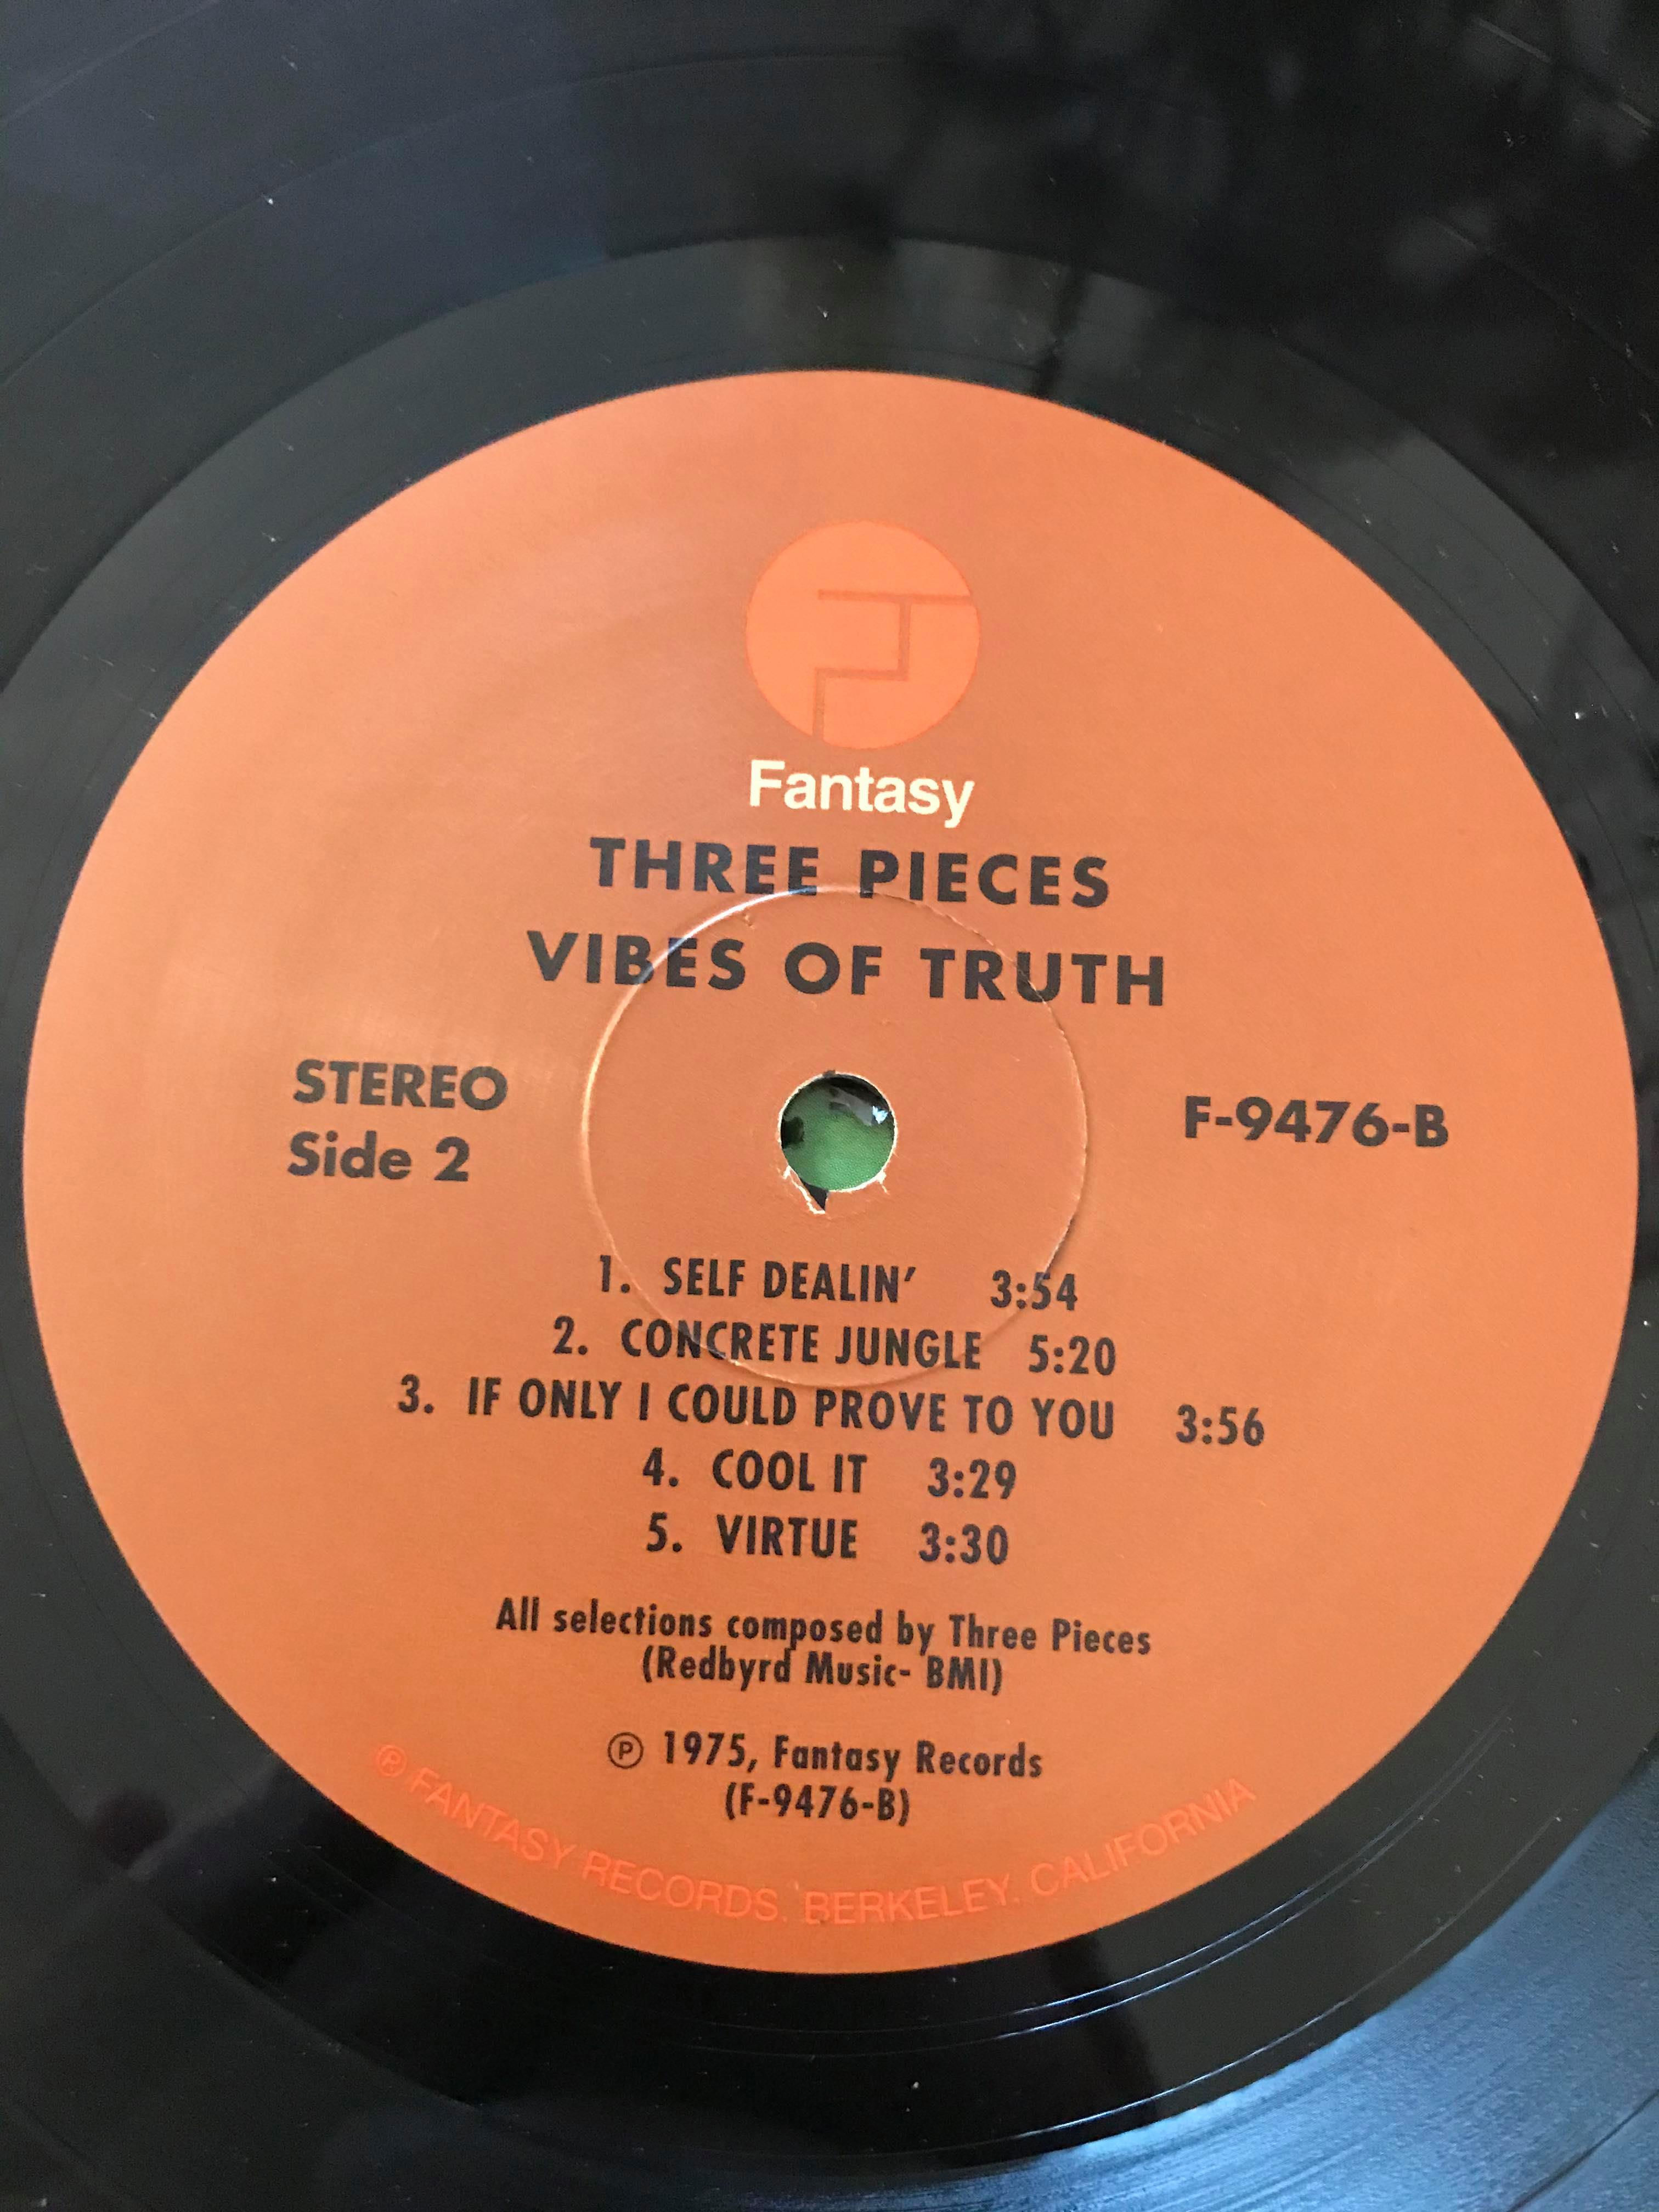 Fantasy
THREE PIECES
VIBES OF TRUTH
STEREO
Side 2
F-9476-B
1. SELF DEALIN' 3:54
2. CONCRETE JUNGLE 5:20
3. IF ONLY I COULD PROVE TO YOU 3:56
4. COOL IT 3:29
5. VIRTUE 3:30
All selections composed by Three Pieces
(Redbyrd Music- BMI)
℗ 1975, Fantasy Records
(F-9476-B)
® FANTASY RECORDS. BERKELEY. CALIFORNIA